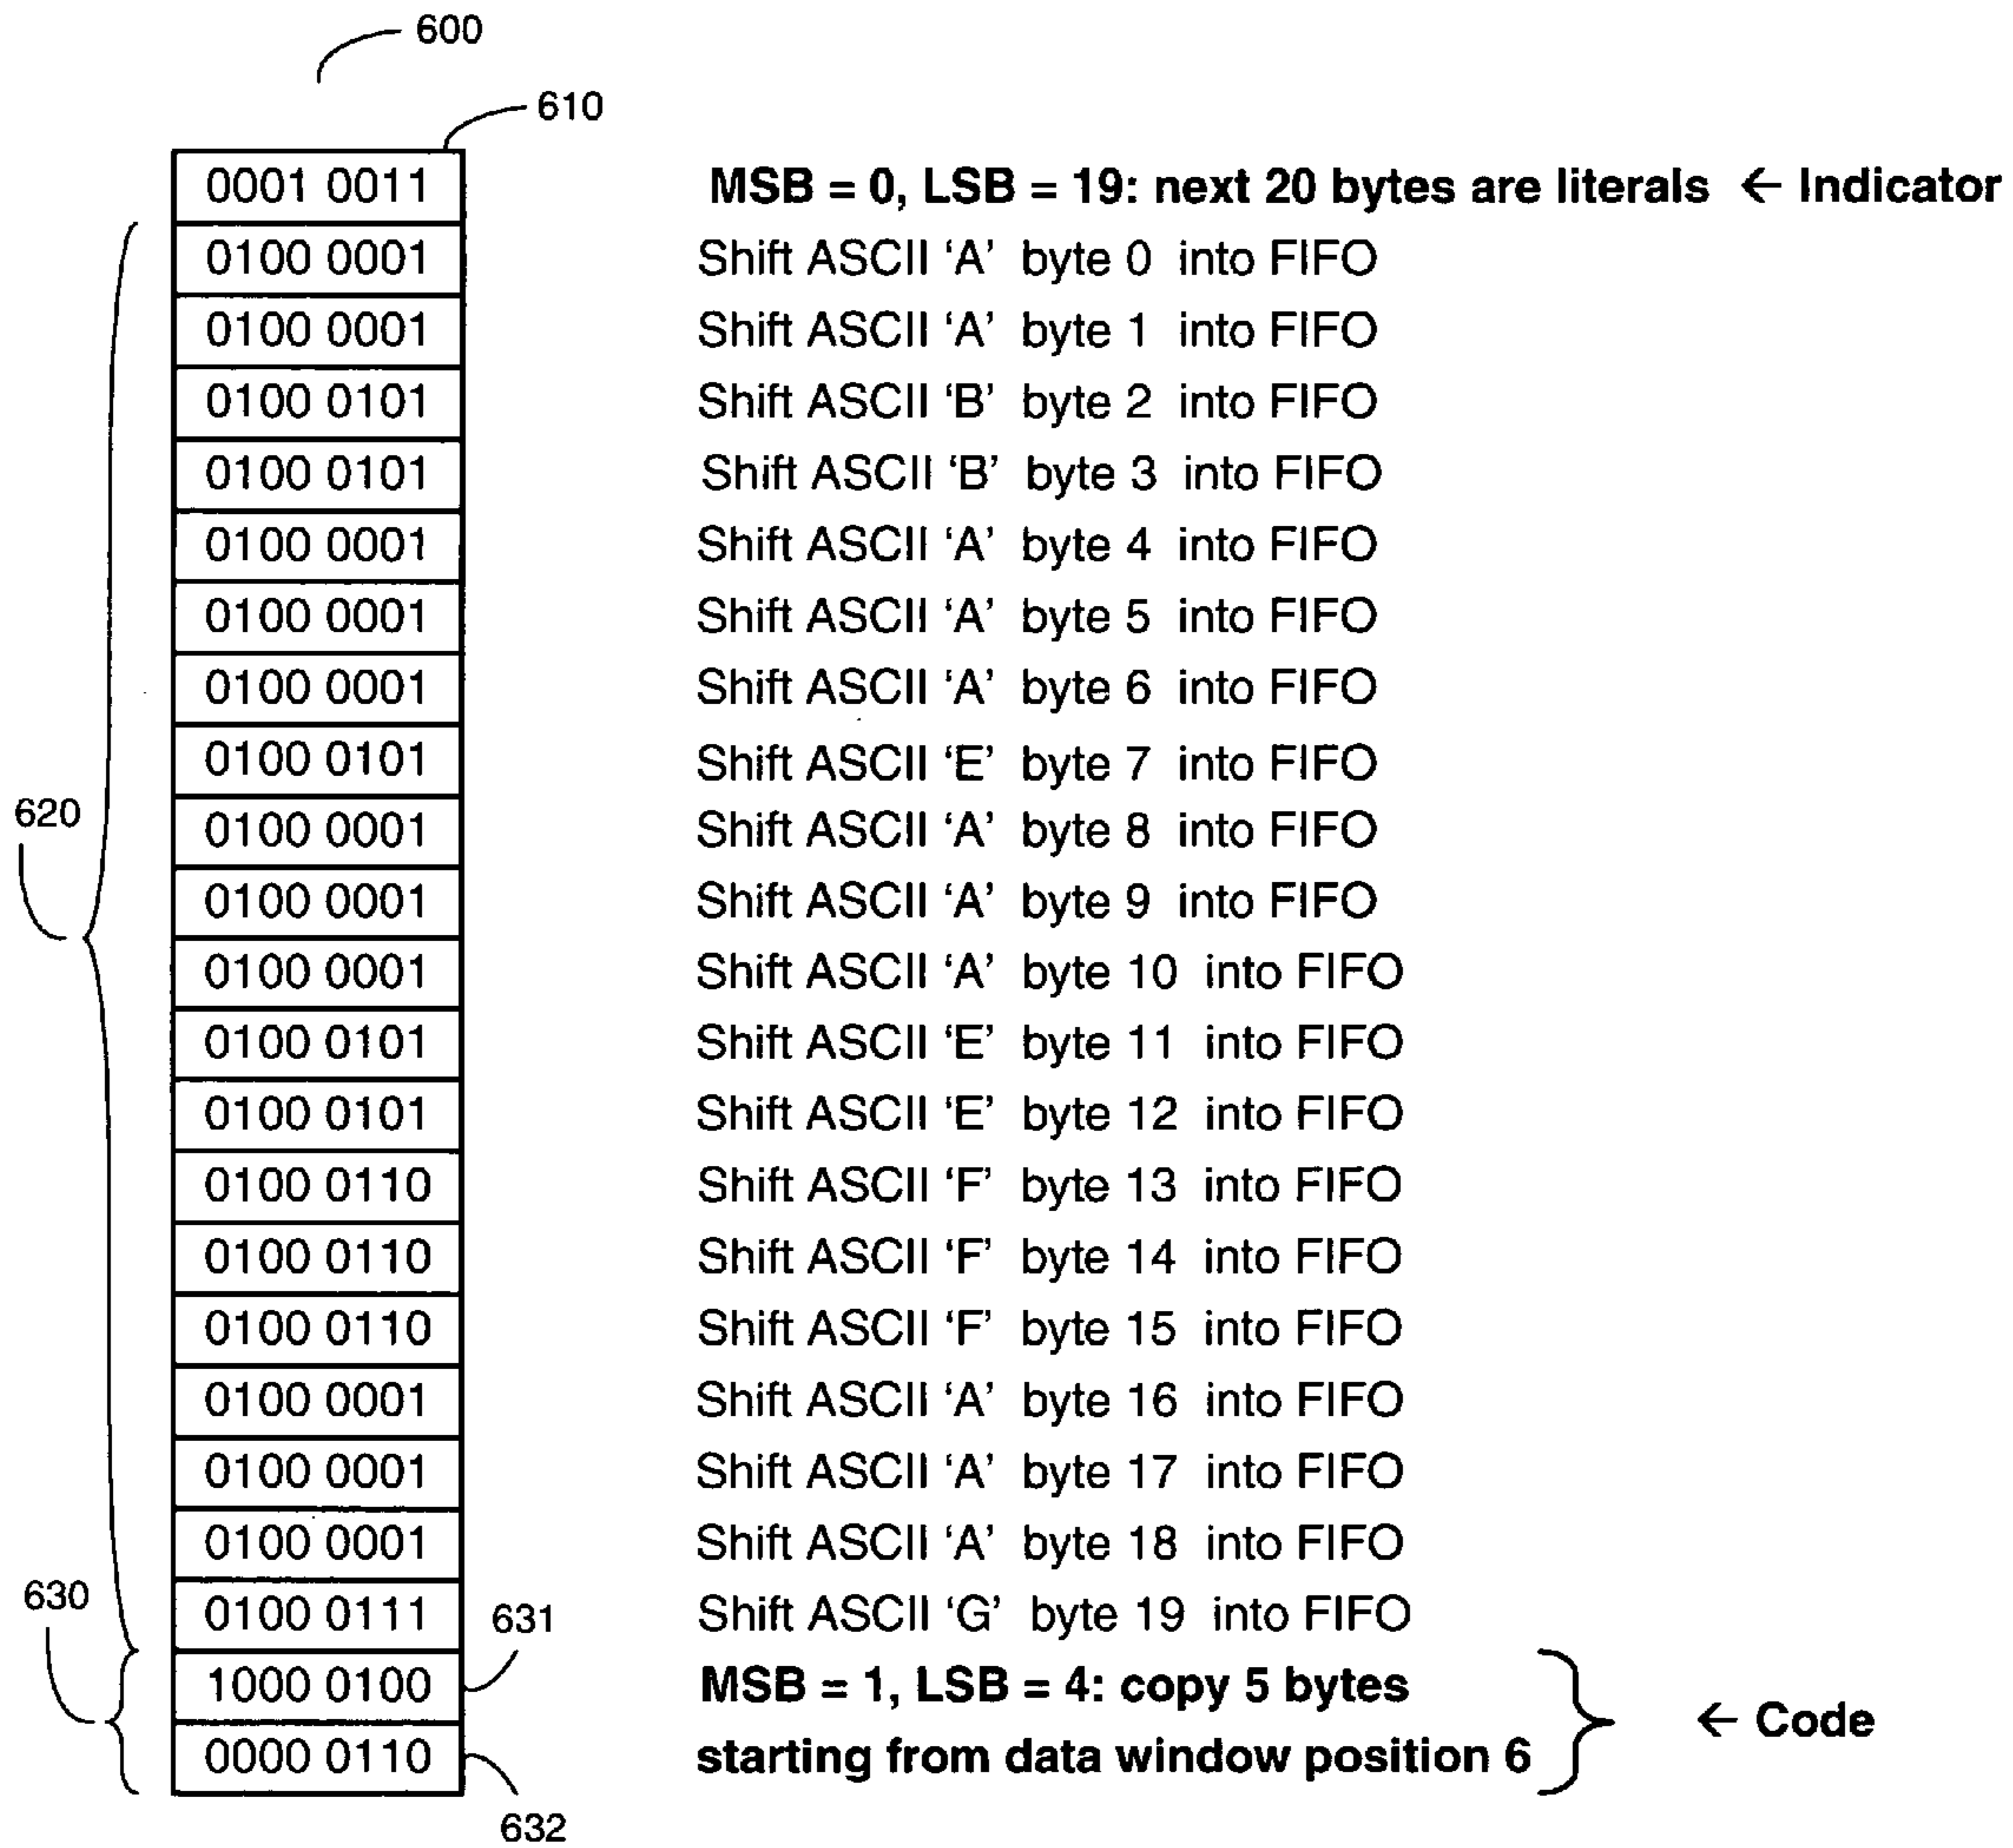 600
610
0001 0011 MSB = 0, LSB = 19: next 20 bytes are literals ← Indicator
0100 0001 Shift ASCII ‘A’ byte 0 into FIFO
0100 0001 Shift ASCII ‘A’ byte 1 into FIFO
0100 0101 Shift ASCII ‘B’ byte 2 into FIFO
0100 0101 Shift ASCII ‘B’ byte 3 into FIFO
0100 0001 Shift ASCII ‘A’ byte 4 into FIFO
0100 0001 Shift ASCII ‘A’ byte 5 into FIFO
0100 0001 Shift ASCII ‘A’ byte 6 into FIFO
0100 0101 Shift ASCII ‘E’ byte 7 into FIFO
620
0100 0001 Shift ASCII ‘A’ byte 8 into FIFO
0100 0001 Shift ASCII ‘A’ byte 9 into FIFO
0100 0001 Shift ASCII ‘A’ byte 10 into FIFO
0100 0101 Shift ASCII ‘E’ byte 11 into FIFO
0100 0101 Shift ASCII ‘E’ byte 12 into FIFO
0100 0110 Shift ASCII ‘F’ byte 13 into FIFO
0100 0110 Shift ASCII ‘F’ byte 14 into FIFO
0100 0110 Shift ASCII ‘F’ byte 15 into FIFO
0100 0001 Shift ASCII ‘A’ byte 16 into FIFO
0100 0001 Shift ASCII ‘A’ byte 17 into FIFO
0100 0001 Shift ASCII ‘A’ byte 18 into FIFO
630
0100 0111 631 Shift ASCII ‘G’ byte 19 into FIFO
1000 0100 MSB = 1, LSB = 4: copy 5 bytes
← Code
0000 0110 starting from data window position 6
632